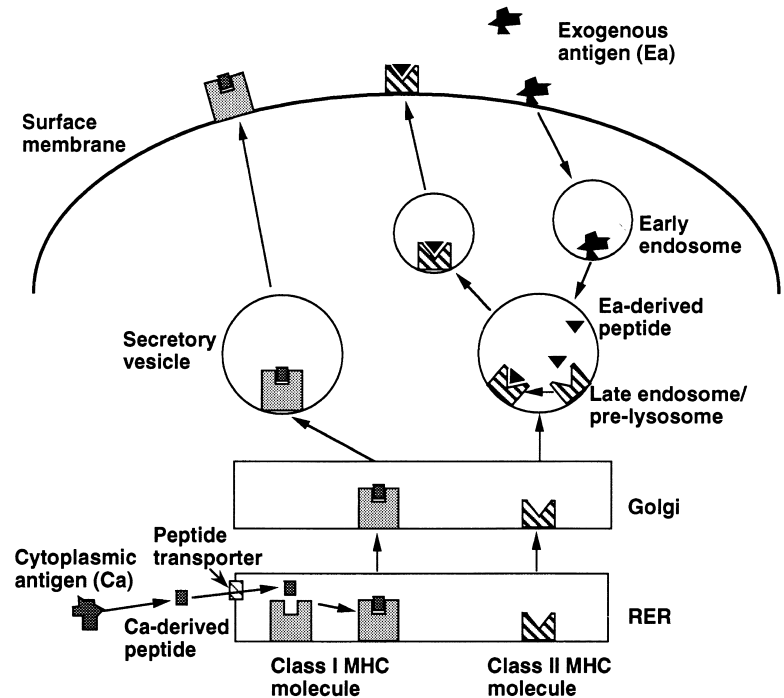 Exogenous
antigen (Ea)
Surface
membrane
Early
endosome
Ea-derived
peptide
Secretory
vesicle
Late endosome/
pre-lysosome
Golgi
Peptide
transporter
Cytoplasmic
antigen (Ca)
Ca-derived
peptide
RER
Class I MHC
molecule
Class II MHC
molecule